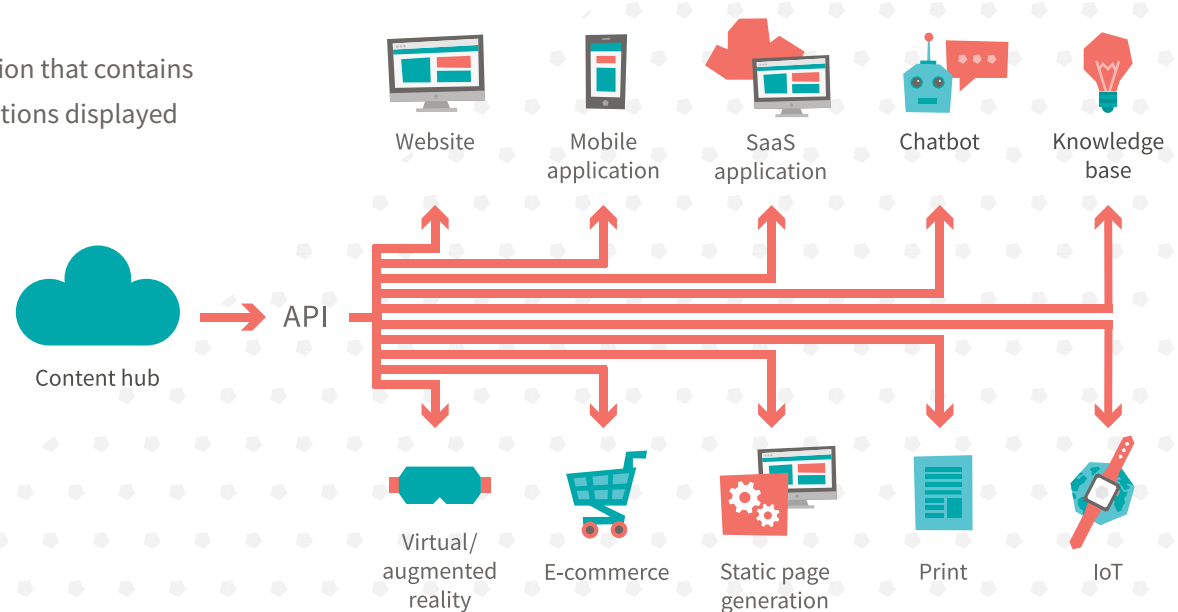 ion that contains
tions displayed
Website
Mobile
application
SaaS
application
Chatbot
Knowledge
base
API
Content hub
Virtual/
augmented
reality
E-commerce
Static page
generation
Print
IoT